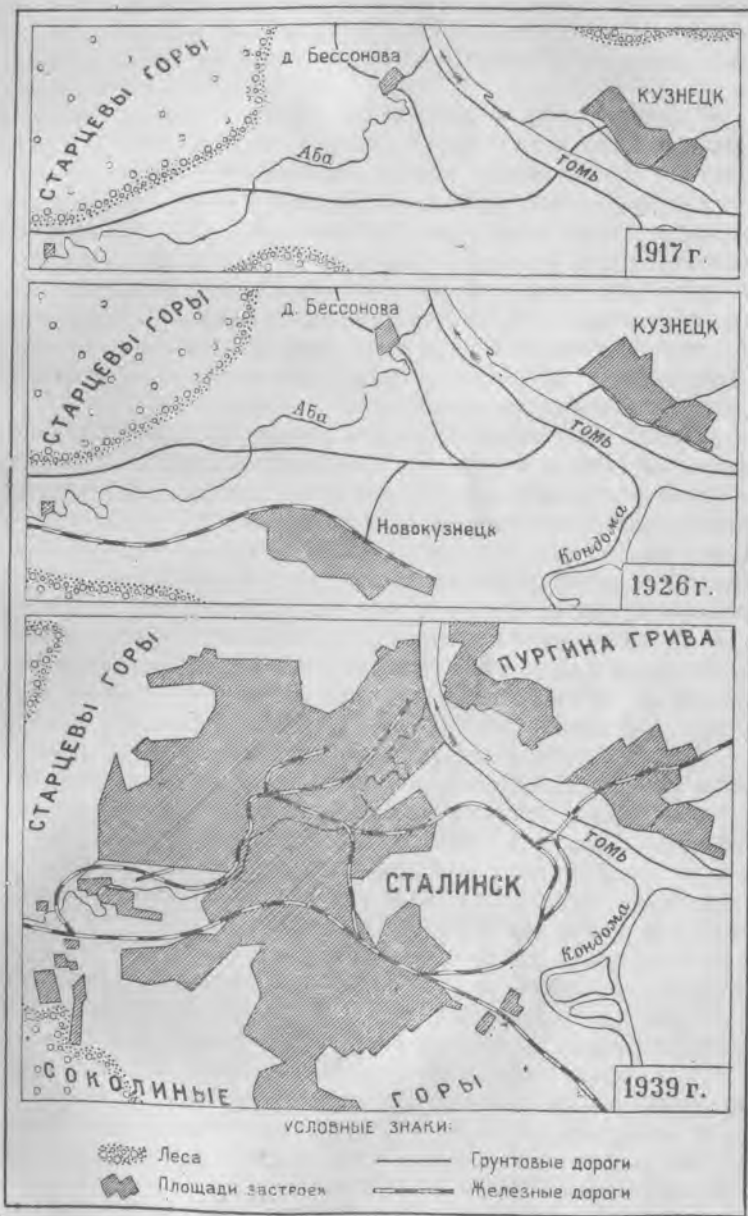 СТАРЦЕВЫ ГОРЫ
д. Бессонова
Аба
КУЗНЕЦК
ТОМЬ
1917 г.
СТАРЦЕВЫ ГОРЫ
д. Бессонова
КУЗНЕЦК
Аба
ТОМЬ
Новокузнецк
Кондома
1926 г.
СТАРЦЕВЫ ГОРЫ
ПУРГИНА ГРИВА
ТОМЬ
СТАЛИНСК
Кондома
СОКОЛИНЫЕ ГОРЫ
1939 г.
УСЛОВНЫЕ ЗНАКИ:
Леса
Грунтовые дороги
Площади застроек
Железные дороги